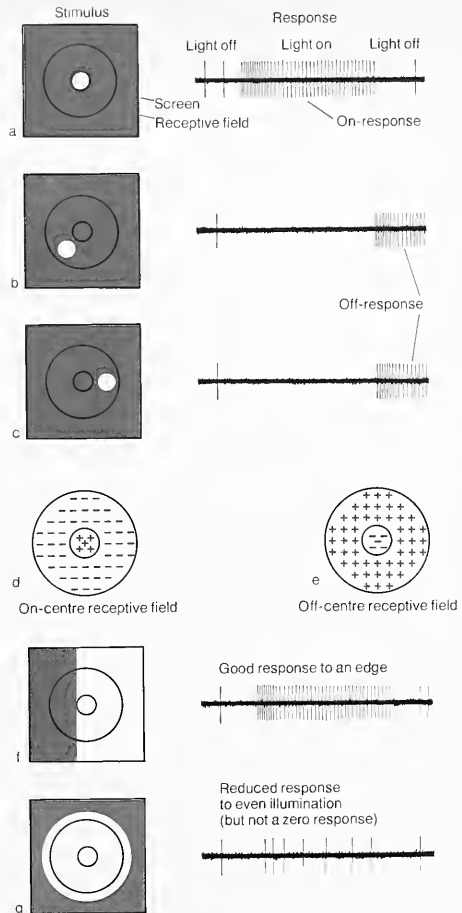 Stimulus
Response
Light off Light on Light off
Screen
Receptive field
On-response
a
b
Off-response
c
d
e
On-centre receptive field
Off-centre receptive field
Good response to an edge
f
Reduced response
to even illumination
(but not a zero response)
g